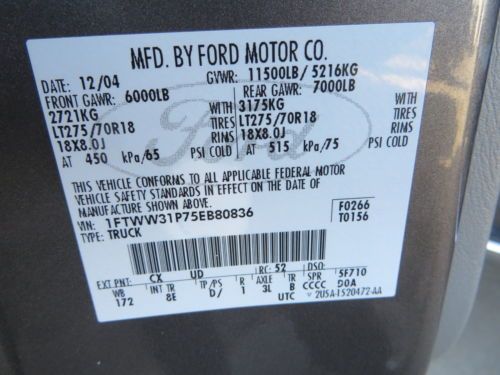 MFD. BY FORD MOTOR CO.
DATE: 12/04 GVWR: 11500LB/ 5216KG
FRONT GAWR: 6000LB REAR GAWR: 7000LB
2721KG WITH 3175KG WITH
LT275/70R18 TIRES LT275/70R18 TIRES
18X8.0J RIMS 18X8.0J RIMS
AT 450 kPa/65 PSI COLD AT 515 kPa/75 PSI COLD
THIS VEHICLE CONFORMS TO ALL APPLICABLE FEDERAL MOTOR
VEHICLE SAFETY STANDARDS IN EFFECT ON THE DATE OF
MANUFACTURE SHOWN ABOVE.
VIN: 1FTWW31P75EB80836 F0266
TYPE: TRUCK T0156
EXT PNT: CX UD RC: 52 DSO:
WB INT TR TP/PS R AXLE TR SPR 5F710
172 8E D/ 1 3L B CCCC DOA
UTC
Ford